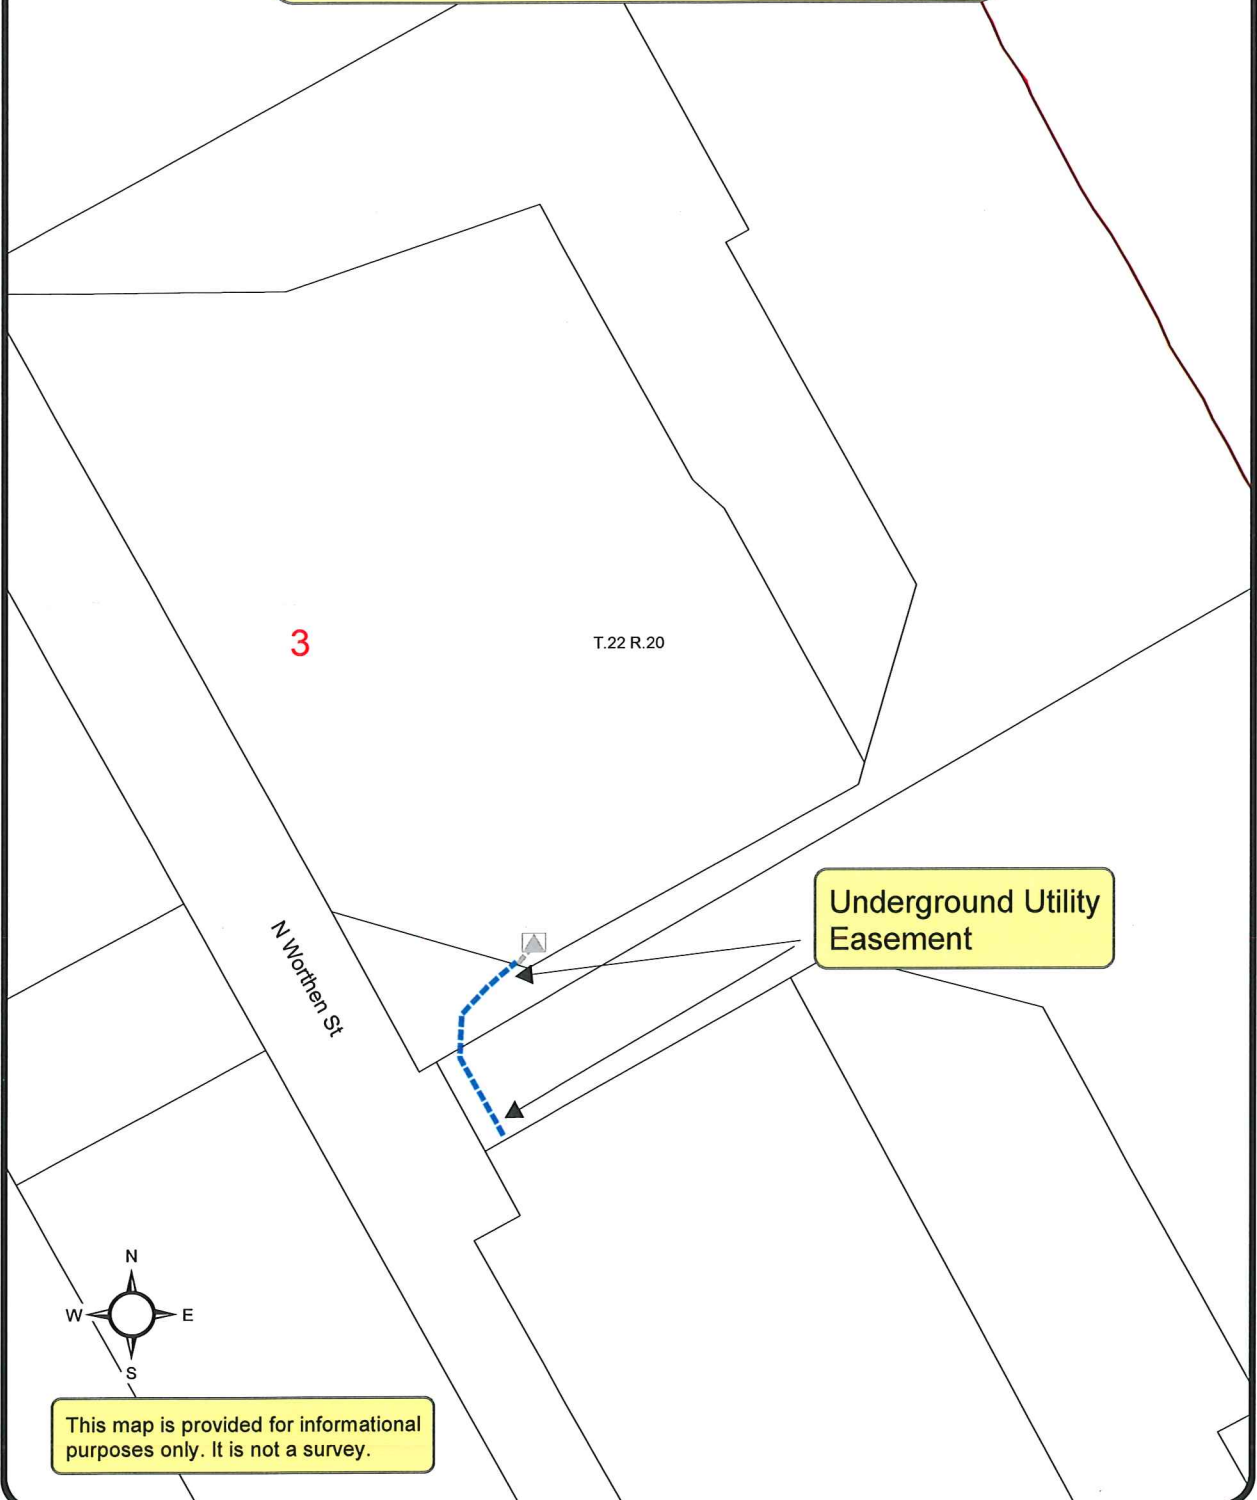 3
T.22 R.20
Underground Utility
Easement
N Worthen St
N
W
E
S
This map is provided for informational
purposes only. It is not a survey.